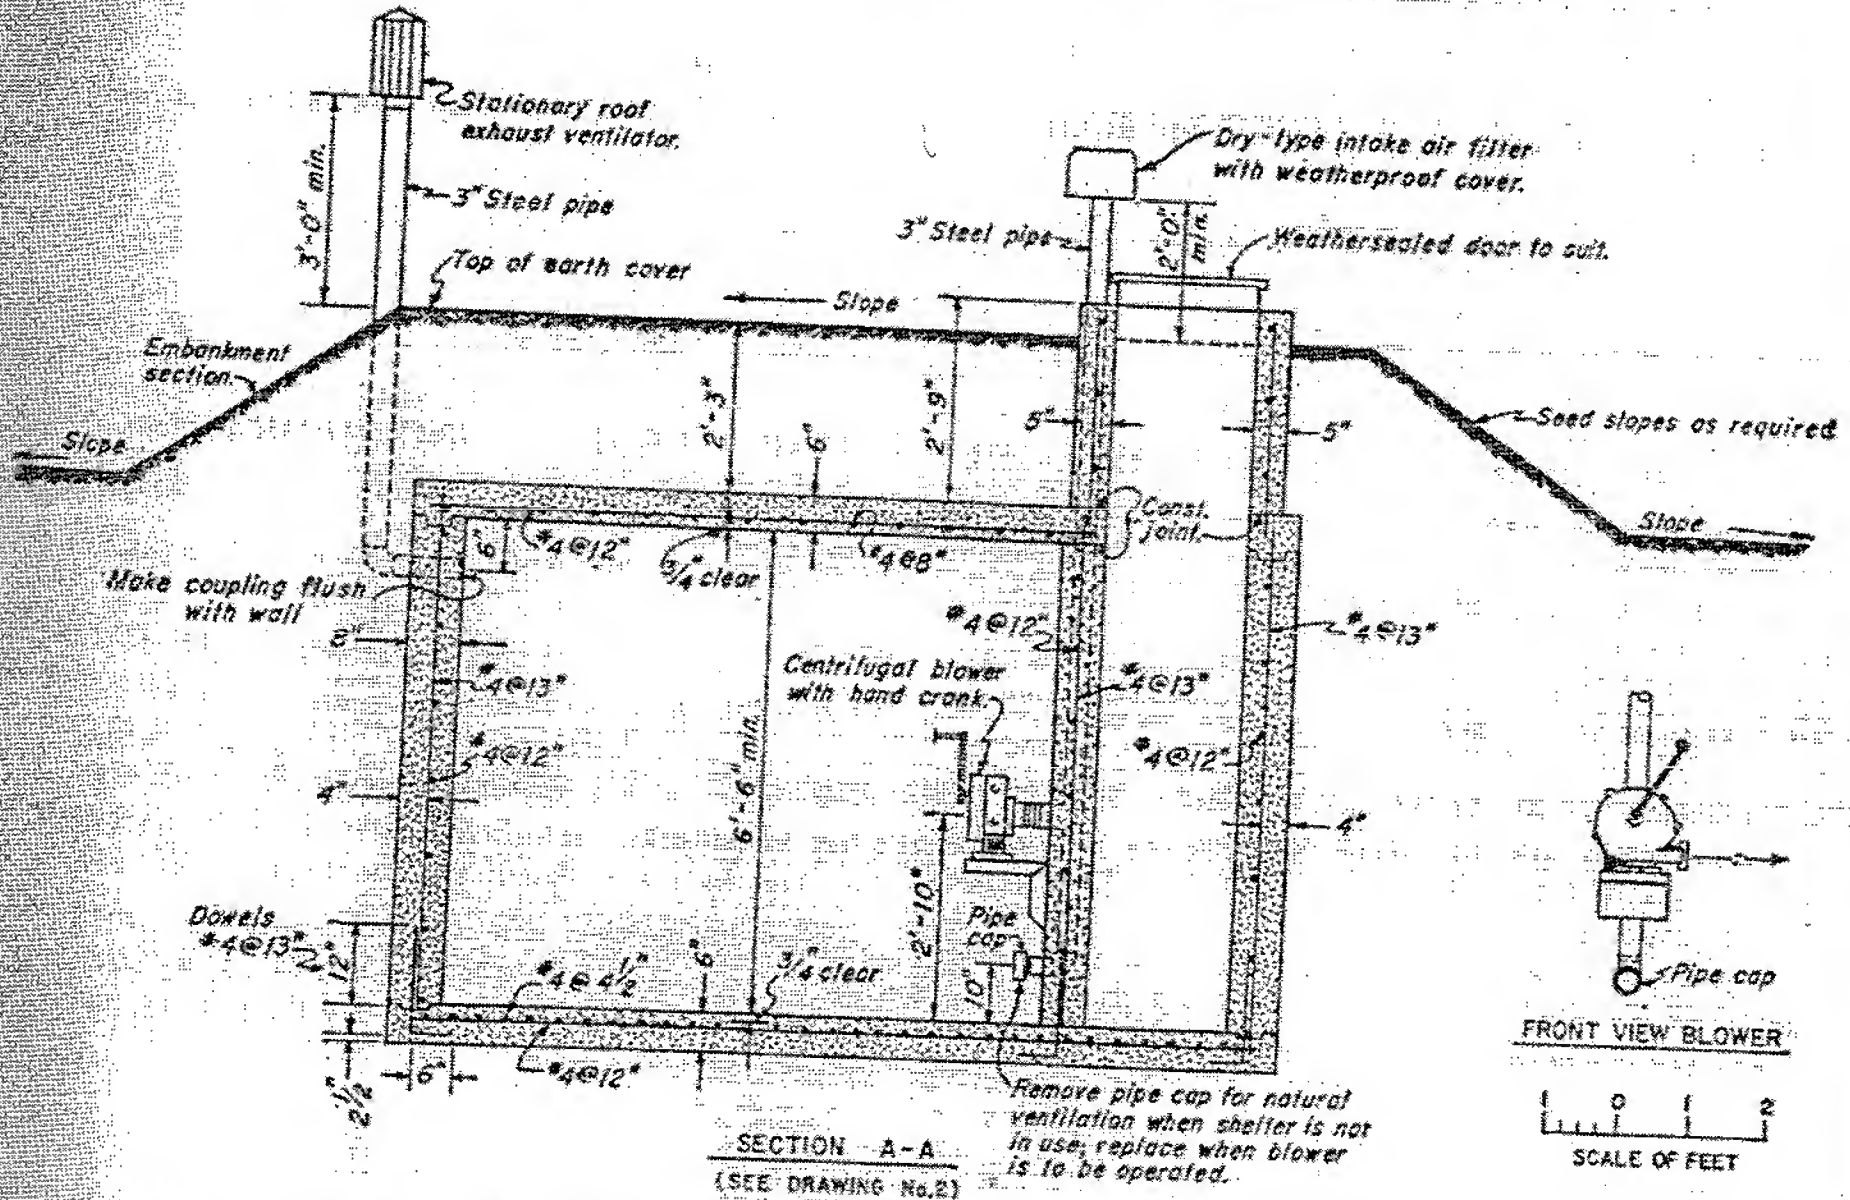 Stationary roof
exhaust ventilator.
3'-0" min.
3" Steel pipe
Top of earth cover
Embankment
section.
Slope
Slope
Dry-type intake air filter
with weatherproof cover.
3" Steel pipe
2'-0"
min.
Weathersealed door to suit.
2'-3"
6"
2'-9"
5"
5"
Seed slopes as required
Slope
Const.
joint.
6"
#4@12"
3/4" clear
#4@8"
Make coupling flush
with wall
8"
#4@12"
#4@13"
#4@13"
#4@13"
Centrifugal blower
with hand crank.
#4@12"
#4@12"
4"
6'-6" min.
4"
2'-10"
Dowels
#4@13"
12"
#4@4 1/2"
6"
3/4" clear
Pipe
cap
10"
Pipe cap
FRONT VIEW BLOWER
2 1/2"
6"
#4@12"
Remove pipe cap for natural
ventilation when shelter is not
in use, replace when blower
is to be operated.
SECTION A-A
(SEE DRAWING No.2)
1 0 1 2
SCALE OF FEET